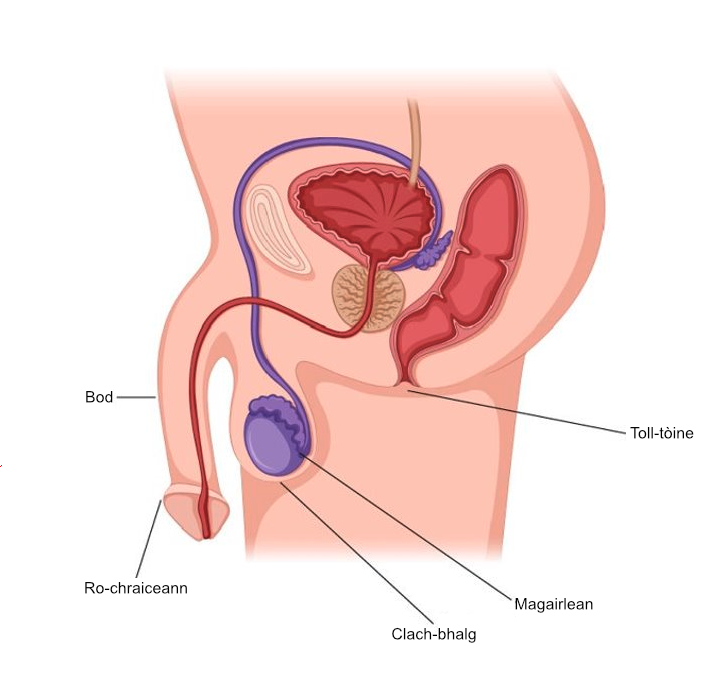 Bod
Toll-tòine
Ro-chraiceann
Magairlean
Clach-bhalg